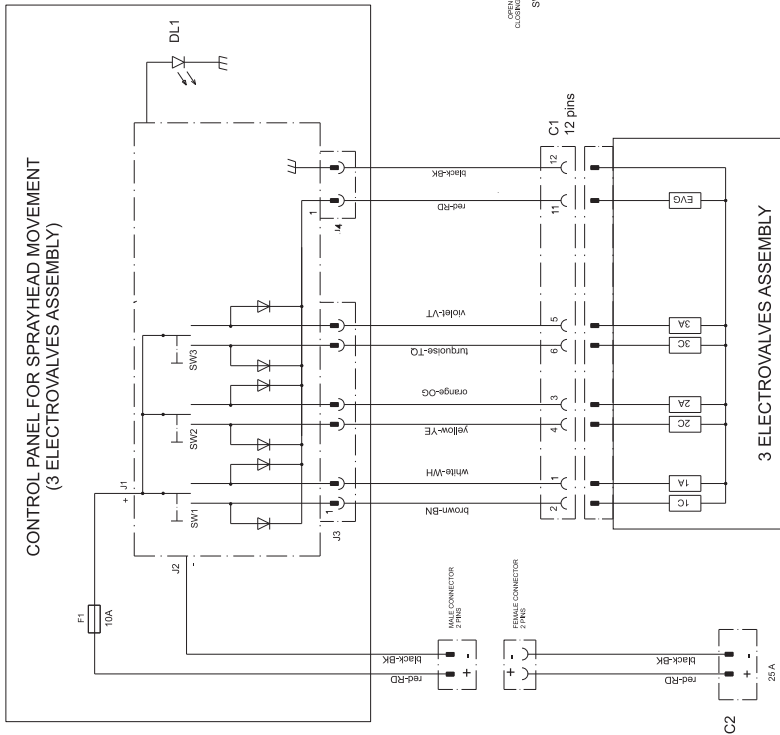 CONTROL PANEL FOR SPRAYHEAD MOVEMENT
(3 ELECTROVALVES ASSEMBLY)
DL1
F1
10A
J1
+
J2
-
SW1
SW2
SW3
1
J3
1
J4
brown-BN
white-WH
yellow-YE
orange-OG
turquoise-TQ
violet-VT
red-RD
black-BK
C1
12 pins
2
1
4
3
6
5
11
12
1C
1A
2C
2A
3C
3A
EVG
3 ELECTROVALVES ASSEMBLY
red-RD
black-BK
MALE CONNECTOR
2 PINS
+
-
FEMALE CONNECTOR
2 PINS
+
-
red-RD
black-BK
+
-
C2
25 A
OPEN
CLOSING